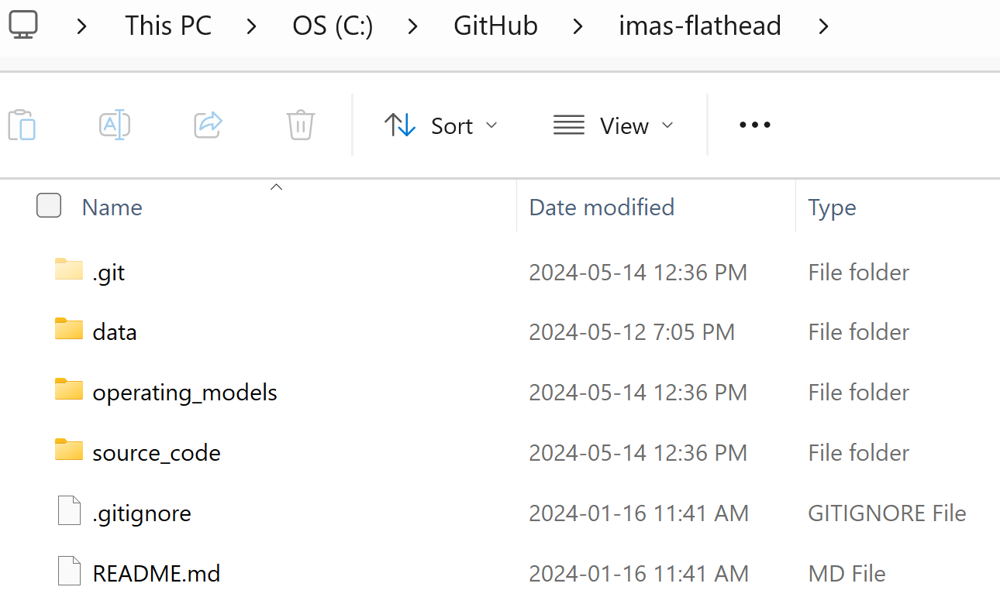 This PC > OS (C:) > GitHub > imas-flathead >
Sort View
Name Date modified Type
.git 2024-05-14 12:36 PM File folder
data 2024-05-12 7:05 PM File folder
operating_models 2024-05-14 12:36 PM File folder
source_code 2024-05-14 12:36 PM File folder
.gitignore 2024-01-16 11:41 AM GITIGNORE File
README.md 2024-01-16 11:41 AM MD File